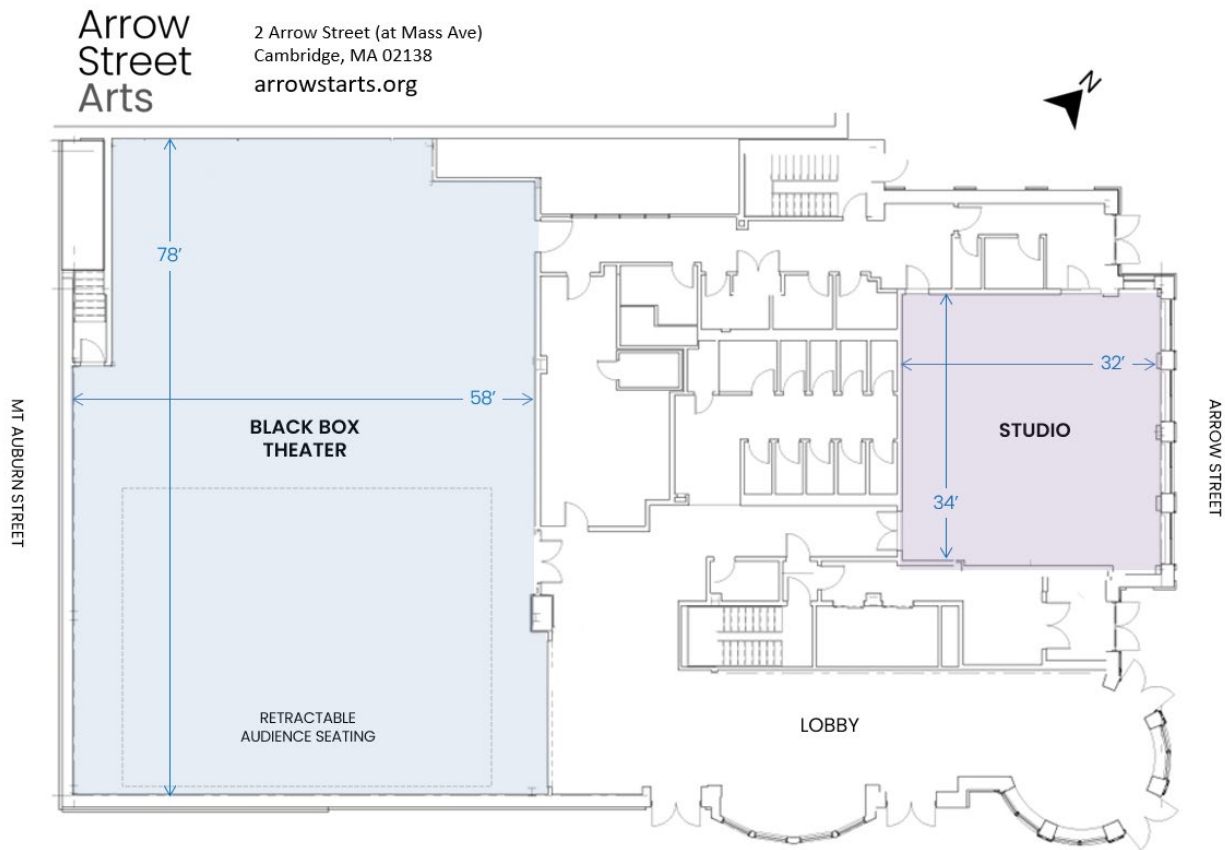 Arrow
Street
Arts
2 Arrow Street (at Mass Ave)
Cambridge, MA 02138
arrowstarts.org
N
78’
58’
BLACK BOX
THEATER
32’
STUDIO
34’
MT AUBURN STREET
ARROW STREET
RETRACTABLE
AUDIENCE SEATING
LOBBY